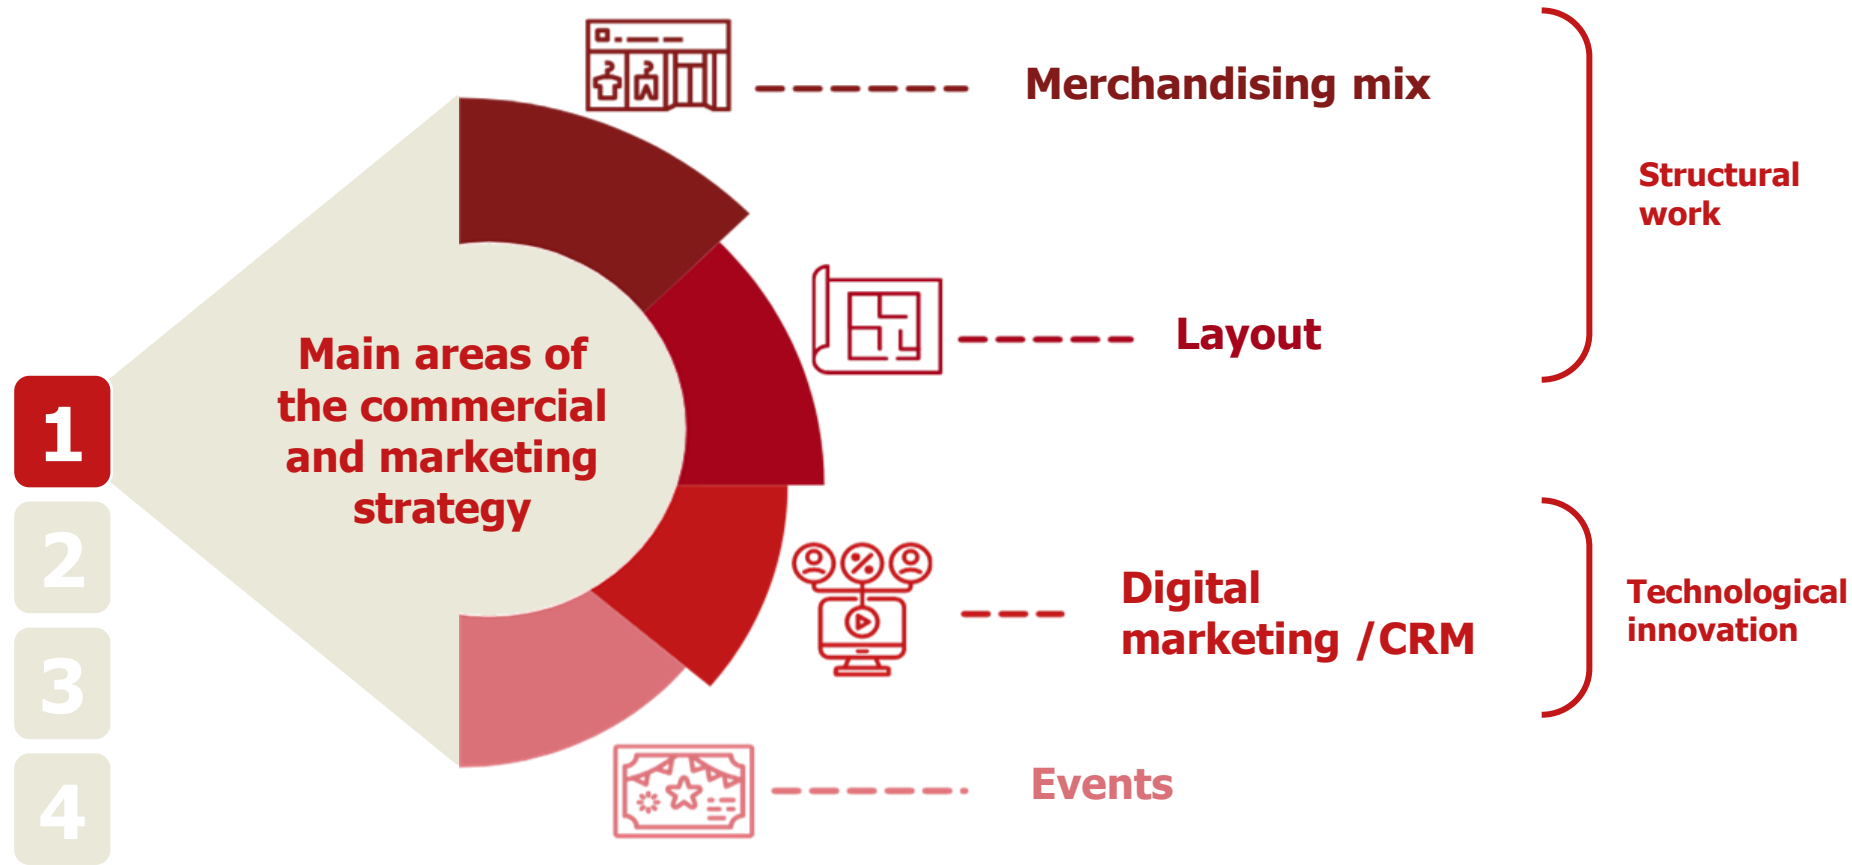 Merchandising mix
Structural
work
Layout
Main areas of
the commercial
and marketing
strategy
1
2
3
4
Digital
marketing /CRM
Technological
innovation
Events